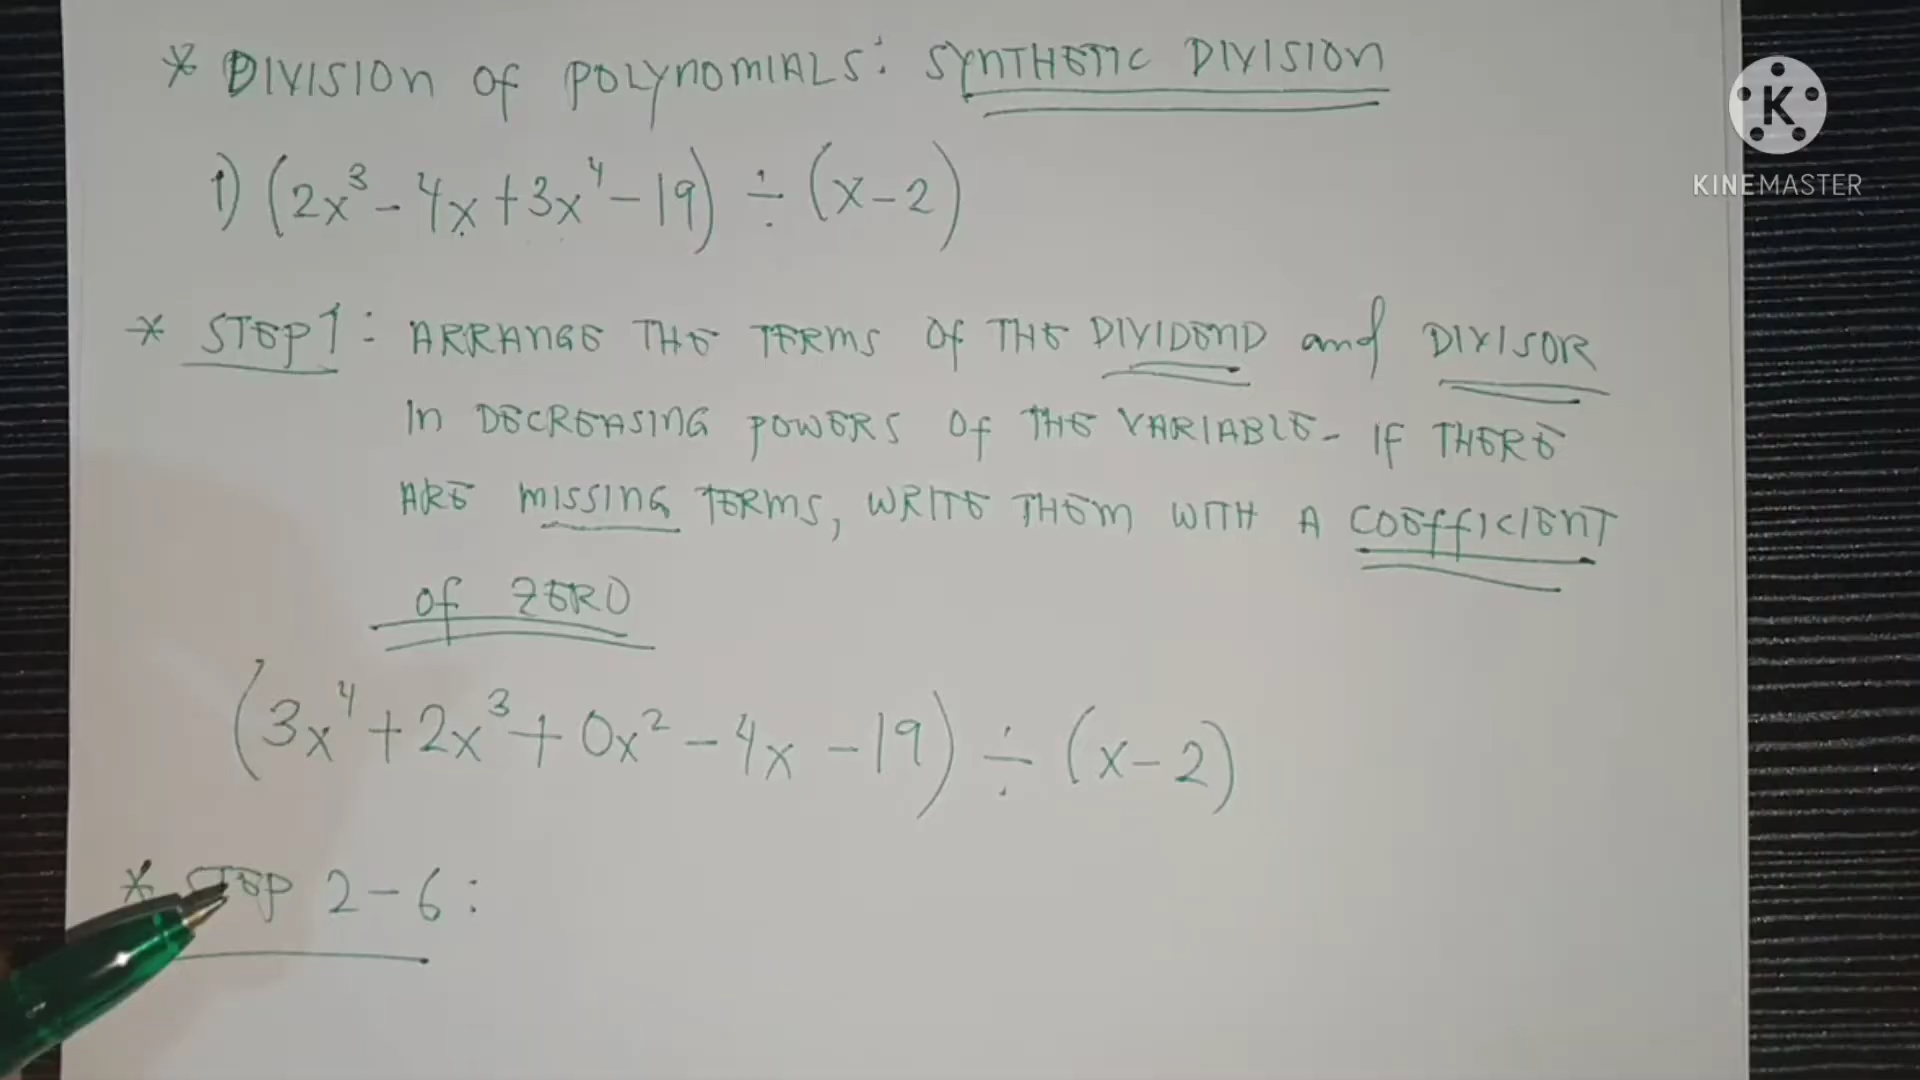 * DIVISION of POLYNOMIALS: SYNTHETIC DIVISION
K
KINEMASTER
1) (2x³ - 4x + 3x⁴ - 19) ÷ (x - 2)
* STEP 1: ARRANGE THE TERMS Of THE DIVIDEND and DIVISOR
In DECREASING POWERS Of THE VARIABLE. IF THERE
ARE MISSING TERMS, WRITE THEM WITH A COEFFICIENT
of ZERO
(3x⁴ + 2x³ + 0x² - 4x - 19) ÷ (x - 2)
* STEP 2 - 6: